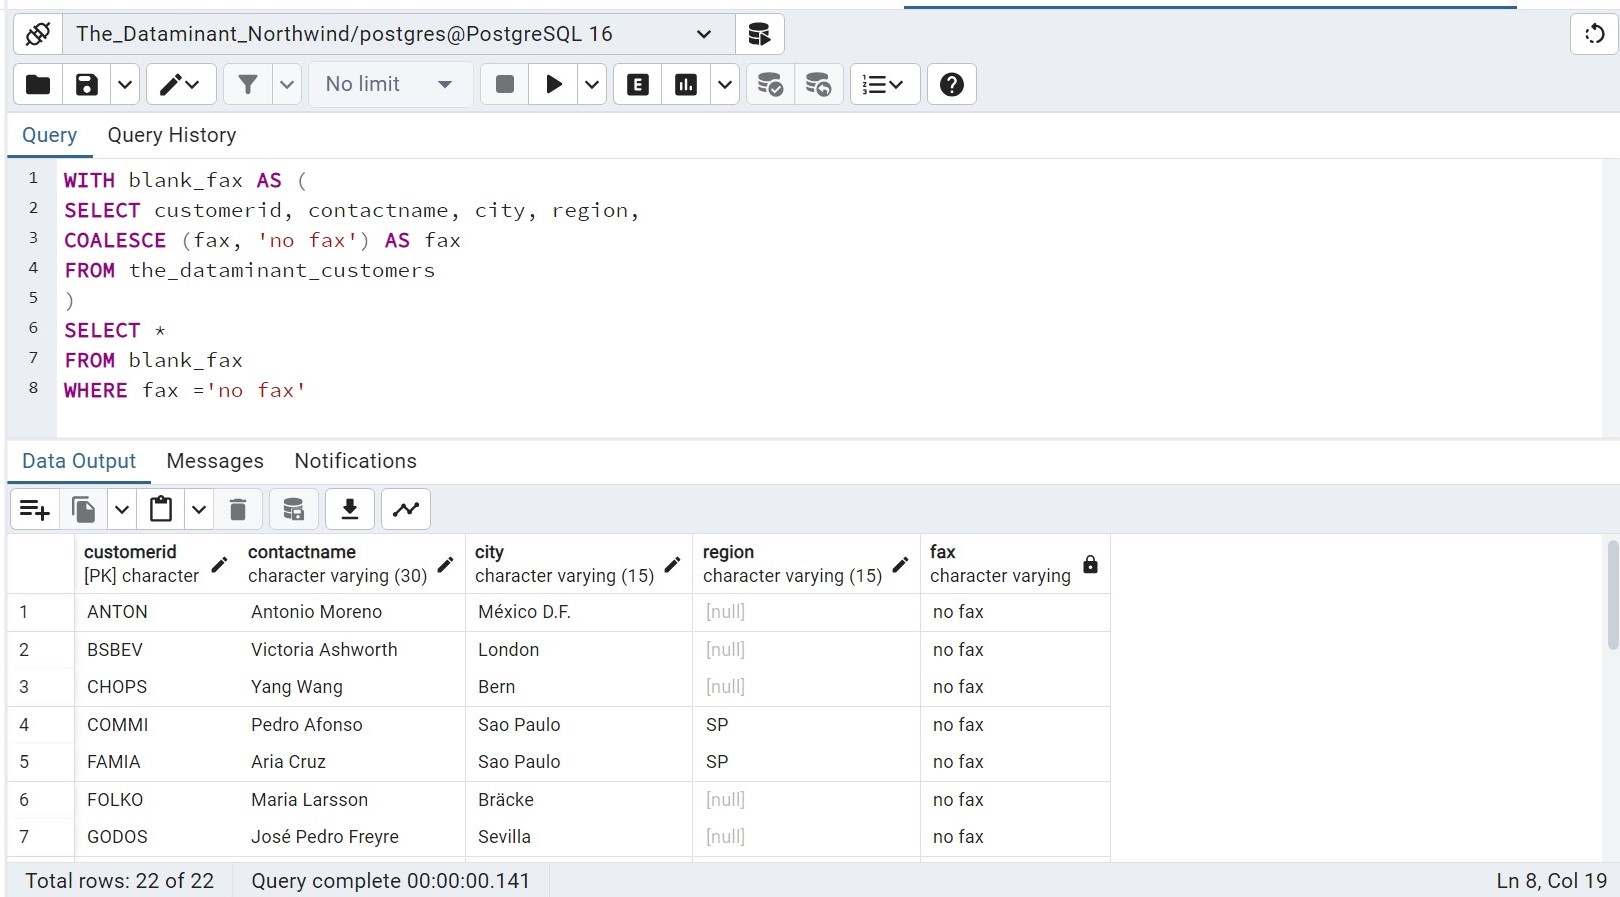 The_Dataminant_Northwind/postgres@PostgreSQL 16
No limit
E
Query Query History
1 WITH blank_fax AS (
2 SELECT customerid, contactname, city, region,
3 COALESCE (fax, 'no fax') AS fax
4 FROM the_dataminant_customers
5 )
6 SELECT *
7 FROM blank_fax
8 WHERE fax ='no fax'
Data Output Messages Notifications
customerid contactname city region fax
[PK] character character varying (30) character varying (15) character varying (15) character varying
1 ANTON Antonio Moreno México D.F. [null] no fax
2 BSBEV Victoria Ashworth London [null] no fax
3 CHOPS Yang Wang Bern [null] no fax
4 COMMI Pedro Afonso Sao Paulo SP no fax
5 FAMIA Aria Cruz Sao Paulo SP no fax
6 FOLKO Maria Larsson Bräcke [null] no fax
7 GODOS José Pedro Freyre Sevilla [null] no fax
Total rows: 22 of 22 Query complete 00:00:00.141 Ln 8, Col 19